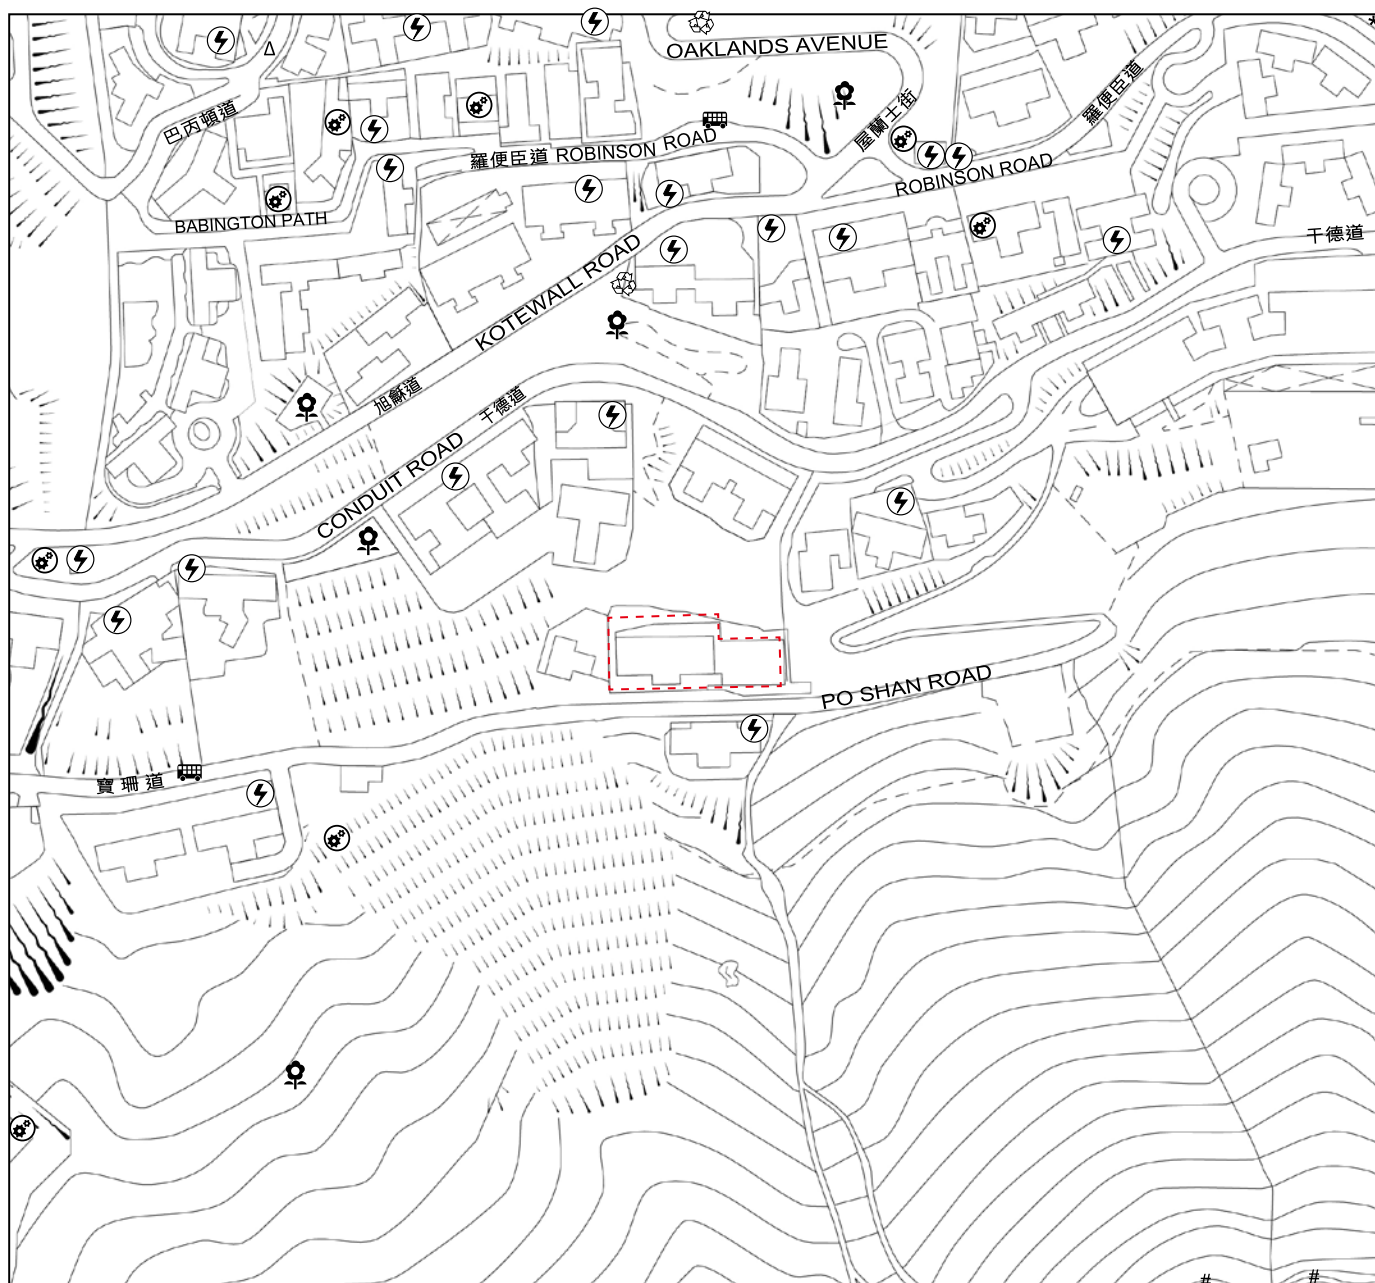 OAKLANDS AVENUE
巴丙頓道
屋蘭士街
羅便臣道
羅便臣道 ROBINSON ROAD
ROBINSON ROAD
BABINGTON PATH
干德道
KOTEWALL ROAD
旭龢道
干德道
CONDUIT ROAD
PO SHAN ROAD
寶珊道
# #